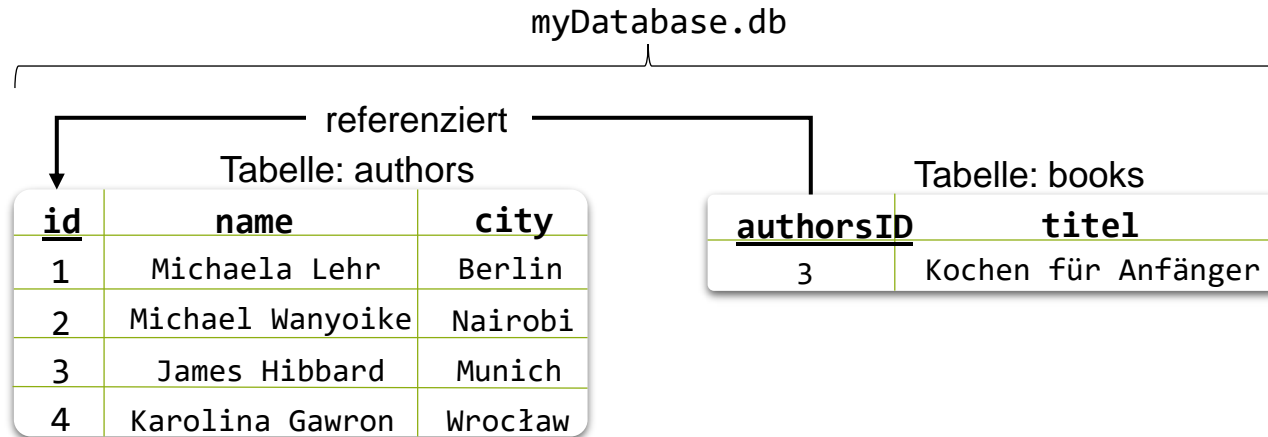 myDatabase.db
referenziert
Tabelle: authors
id name city
1 Michaela Lehr Berlin
2 Michael Wanyoike Nairobi
3 James Hibbard Munich
4 Karolina Gawron Wrocław
Tabelle: books
authorsID titel
3 Kochen für Anfänger